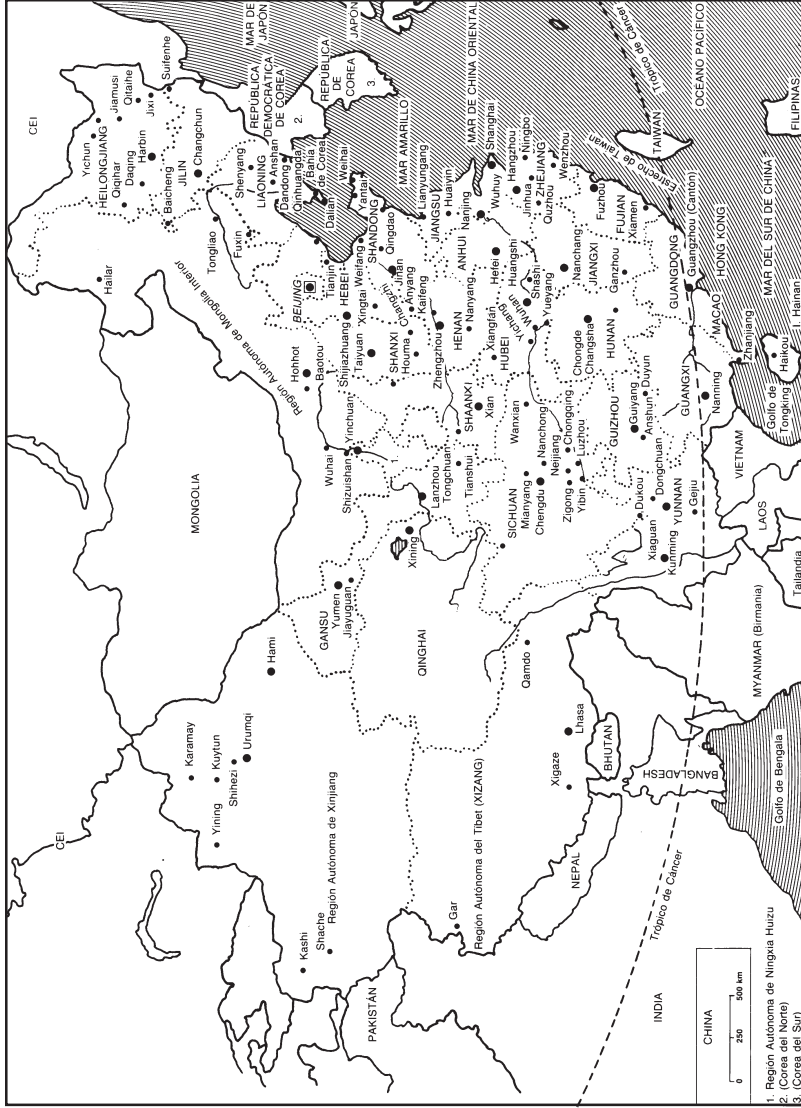 CEI
CEI
MONGOLIA
MAR DE
JAPÓN
JAPÓN
REPÚBLICA
DEMOCRÁTICA
DE COREA
2.
REPÚBLICA
DE
COREA
3.
Suifenhe
Qitaihe
Jiamusi
Jixi
Yichun
HEILONGJIANG
Qqihar
Daqing
Harbin
JILIN
Baicheng
Changchun
Hailar
Shenyang
LIAONING
Anshan
Dandong
Qinhuangda
Bahía
de Corea
Dalian
Tongliao
Fuxin
Región Autónoma de Mongolia Interior
BEIJING
Tianjin
HEBEI
Shijiazhuang
Xingtai
Hohhot
Baotou
Taiyuan
Weihai
Yantai
SHANDONG
Weifang
Qingdao
Jinan
Changzhi
Anyang
SHANXI
Houma
Kaifeng
Zhengzhou
MAR AMARILLO
Lianyungang
JIANGSU
Huaiyin
MAR DE CHINA ORIENTAL
Shanghai
Nanjing
Wuhuy
ANHUI
Hefei
HENAN
Nanyang
Xiangfan
HUBEI
Huangshi
Wuhan
Yichang
Shashi
Yueyang
Hangzhou
Ningbo
Jinhua
ZHEJIANG
Quzhou
Wenzhou
Nanchang
JIANGXI
Ganzhou
Fuzhou
FUJIAN
Xiamen
Estrecho de Taiwan
TAIWAN
Trópico de Cáncer
OCEANO PACÍFICO
FILIPINAS
Chongde
Changsha
HUNAN
GUANGDONG
Guangzhou (Cantón)
HONG KONG
MACAO
MAR DEL SUR DE CHINA
Zhanjiang
Haikou
I. Hainan
Golfo de
Tongking
GUANGXI
Nanning
GUIZHOU
Guiyang
Anshun
Duyun
Wuhai
Shizuishan
Yinchuan
1.
SHAANXI
Xian
Lanzhou
Tongchuan
Tianshui
Xining
Wanxian
Nanchong
Neijiang
Chongqing
Luzhou
SICHUAN
Mianyang
Chengdu
Zigong
Yibin
Dukou
Dongchuan
YUNNAN
Gejiu
Xiaguan
Kunming
VIETNAM
LAOS
Tailandia
MYANMAR (Birmania)
GANSU
Yumen
Jiayuguan
QINGHAI
Qamdo
Hami
Karamay
Kuytun
Urumqi
Shihezi
Yining
Región Autónoma de Xinjiang
Kashi
Shache
Región Autónoma del Tibet (XIZANG)
Gar
Lhasa
Xigaze
BHUTAN
BANGLADESH
NEPAL
Golfo de Bengala
Trópico de Cáncer
INDIA
PAKISTÁN
CHINA
0 250 500 km
1. Región Autónoma de Ningxia Huizu
2. (Corea del Norte)
3. (Corea del Sur)